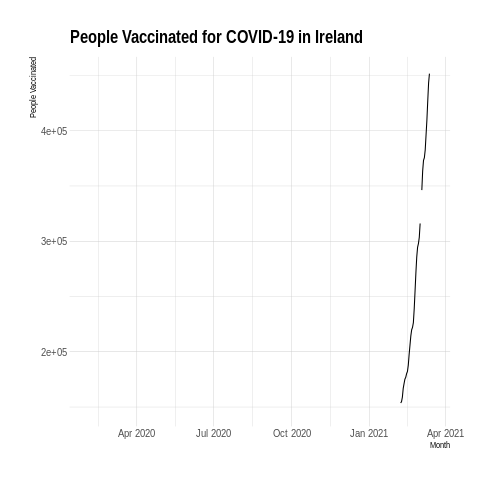 People Vaccinated for COVID-19 in Ireland
People Vaccinated
4e+05
3e+05
2e+05
Apr 2020 Jul 2020 Oct 2020 Jan 2021 Apr 2021
Month